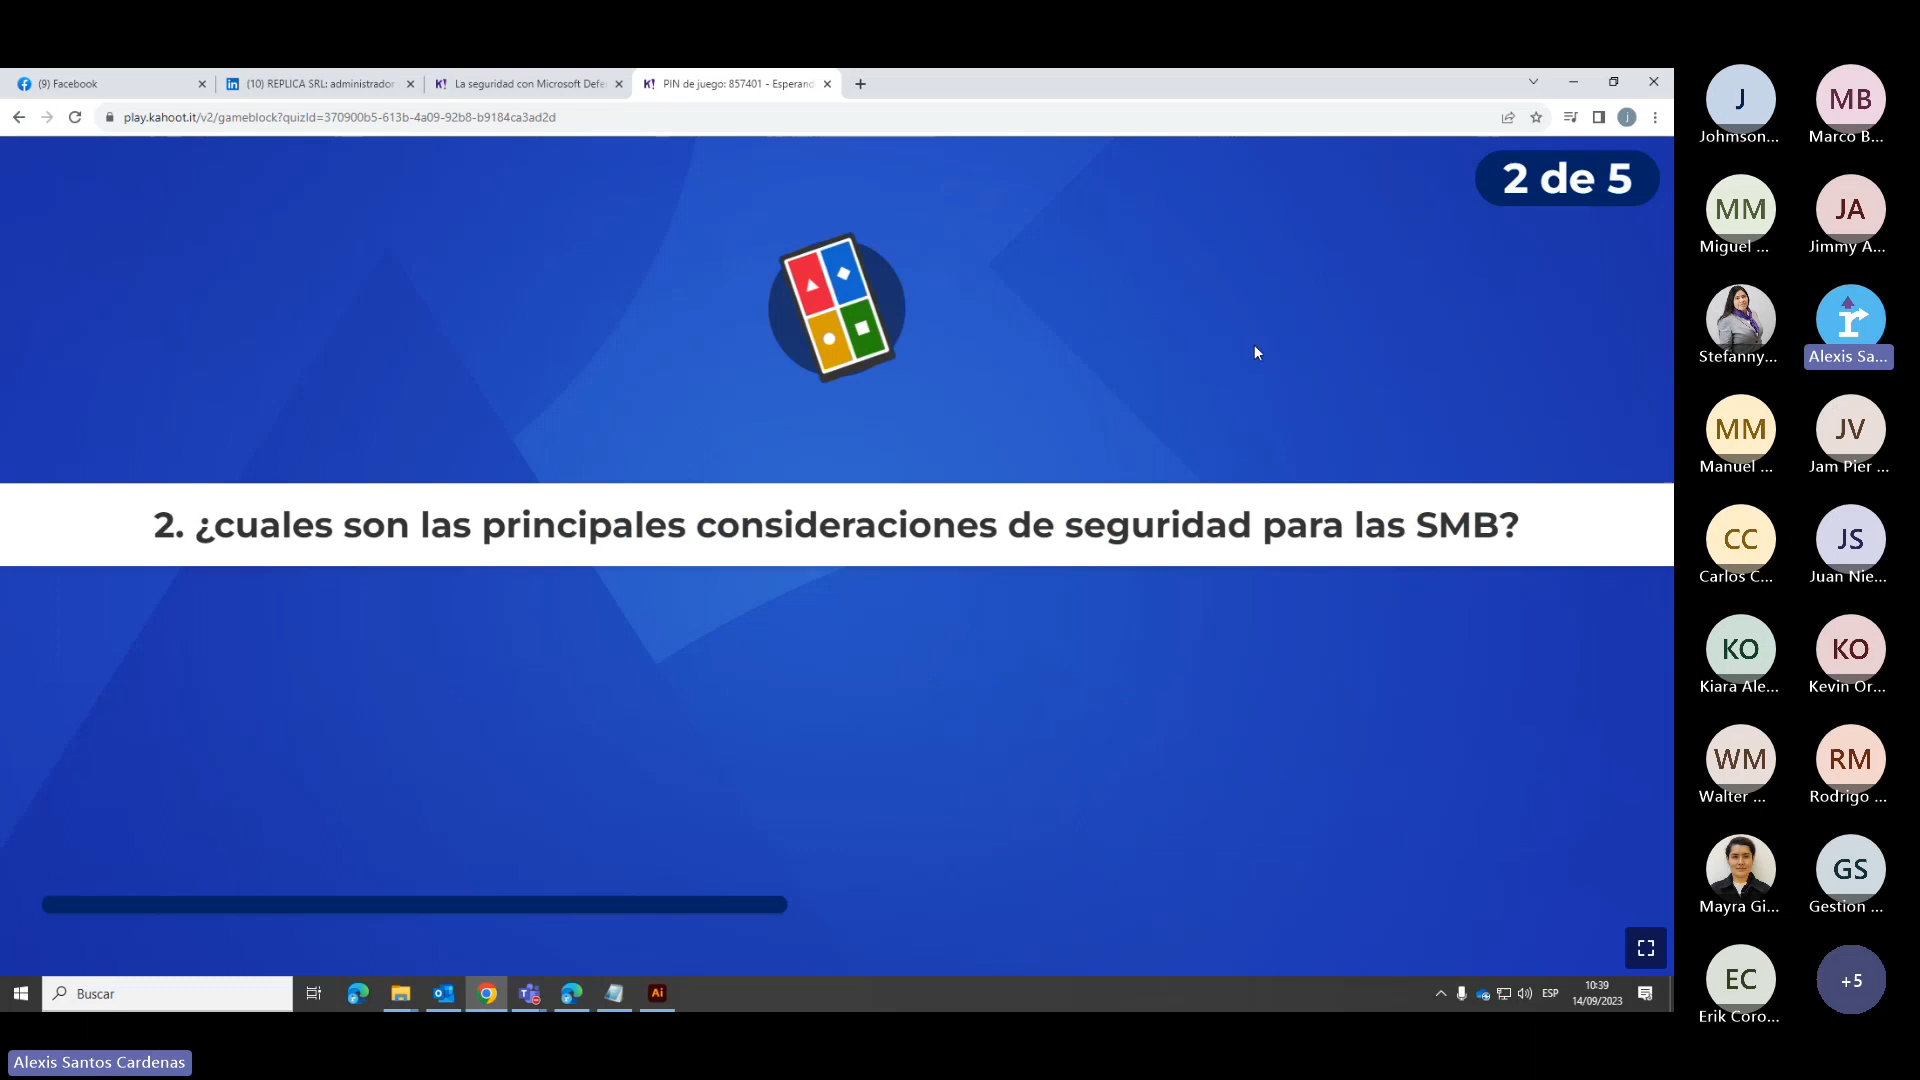 (9) Facebook
(10) REPLICA SRL: administrador
K! La seguridad con Microsoft Defe
K! PIN de juego: 857401 - Esperand
play.kahoot.it/v2/gameblock?quizId=370900b5-613b-4a09-92b8-b9184ca3ad2d
j
2 de 5
2. ¿cuales son las principales consideraciones de seguridad para las SMB?
Buscar
Ai
ESP
10:39
14/09/2023
J
Johmson...
MB
Marco B...
MM
Miguel ...
JA
Jimmy A...
Stefanny...
r
Alexis Sa...
MM
Manuel ...
JV
Jam Pier ...
CC
Carlos C...
JS
Juan Nie...
KO
Kiara Ale...
KO
Kevin Or...
WM
Walter ...
RM
Rodrigo ...
Mayra Gi...
GS
Gestion ...
EC
Erik Coro...
+5
Alexis Santos Cardenas